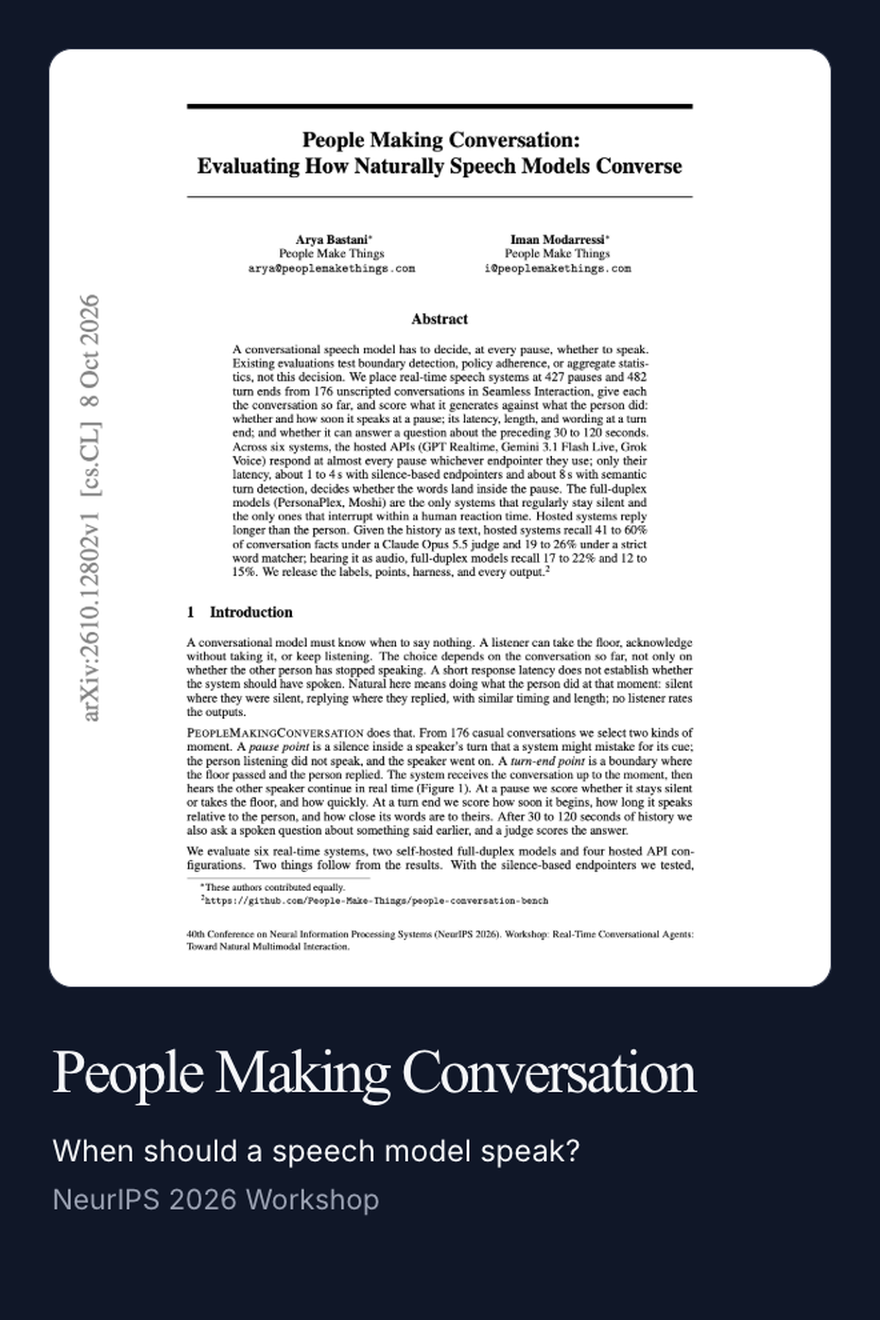 People Making Conversation:
Evaluating How Naturally Speech Models Converse
Arya Bastani*
People Make Things
arya@peoplemakethings.com
Iman Modarressi*
People Make Things
i@peoplemakethings.com
Abstract
A conversational speech model has to decide, at every pause, whether to speak.
Existing evaluations test boundary detection, policy adherence, or aggregate statis-
tics, not this decision. We place real-time speech systems at 427 pauses and 482
turn ends from 176 unscripted conversations in Seamless Interaction, give each
the conversation so far, and score what it generates against what the person did:
whether and how soon it speaks at a pause; its latency, length, and wording at a turn
end; and whether it can answer a question about the preceding 30 to 120 seconds.
Across six systems, the hosted APIs (GPT Realtime, Gemini 3.1 Flash Live, Grok
Voice) respond at almost every pause whichever endpointer they use; only their
latency, about 1 to 4 s with silence-based endpointers and about 8 s with semantic
turn detection, decides whether the words land inside the pause. The full-duplex
models (PersonaPlex, Moshi) are the only systems that regularly stay silent and
the only ones that interrupt within a human reaction time. Hosted systems reply
longer than the person. Given the history as text, hosted systems recall 41 to 60%
of conversation facts under a Claude Opus 5.5 judge and 19 to 26% under a strict
word matcher; hearing it as audio, full-duplex models recall 17 to 22% and 12 to
15%. We release the labels, points, harness, and every output.2
1 Introduction
A conversational model must know when to say nothing. A listener can take the floor, acknowledge
without taking it, or keep listening. The choice depends on the conversation so far, not only on
whether the other person has stopped speaking. A short response latency does not establish whether
the system should have spoken. Natural here means doing what the person did at that moment: silent
where they were silent, replying where they replied, with similar timing and length; no listener rates
the outputs.
PEOPLEMAKINGCONVERSATION does that. From 176 casual conversations we select two kinds of
moment. A pause point is a silence inside a speaker's turn that a system might mistake for its cue;
the person listening did not speak, and the speaker went on. A turn-end point is a boundary where
the floor passed and the person replied. The system receives the conversation up to the moment, then
hears the other speaker continue in real time (Figure 1). At a pause we score whether it stays silent
or takes the floor, and how quickly. At a turn end we score how soon it begins, how long it speaks
relative to the person, and how close its words are to theirs. After 30 to 120 seconds of history we
also ask a spoken question about something said earlier, and a judge scores the answer.
We evaluate six real-time systems, two self-hosted full-duplex models and four hosted API con-
figurations. Two things follow from the results. With the silence-based endpointers we tested,
*These authors contributed equally.
2https://github.com/People-Make-Things/people-conversation-bench
40th Conference on Neural Information Processing Systems (NeurIPS 2026). Workshop: Real-Time Conversational Agents:
Toward Natural Multimodal Interaction.
arXiv:2610.12802v1 [cs.CL] 8 Oct 2026
People Making Conversation
When should a speech model speak?
NeurIPS 2026 Workshop